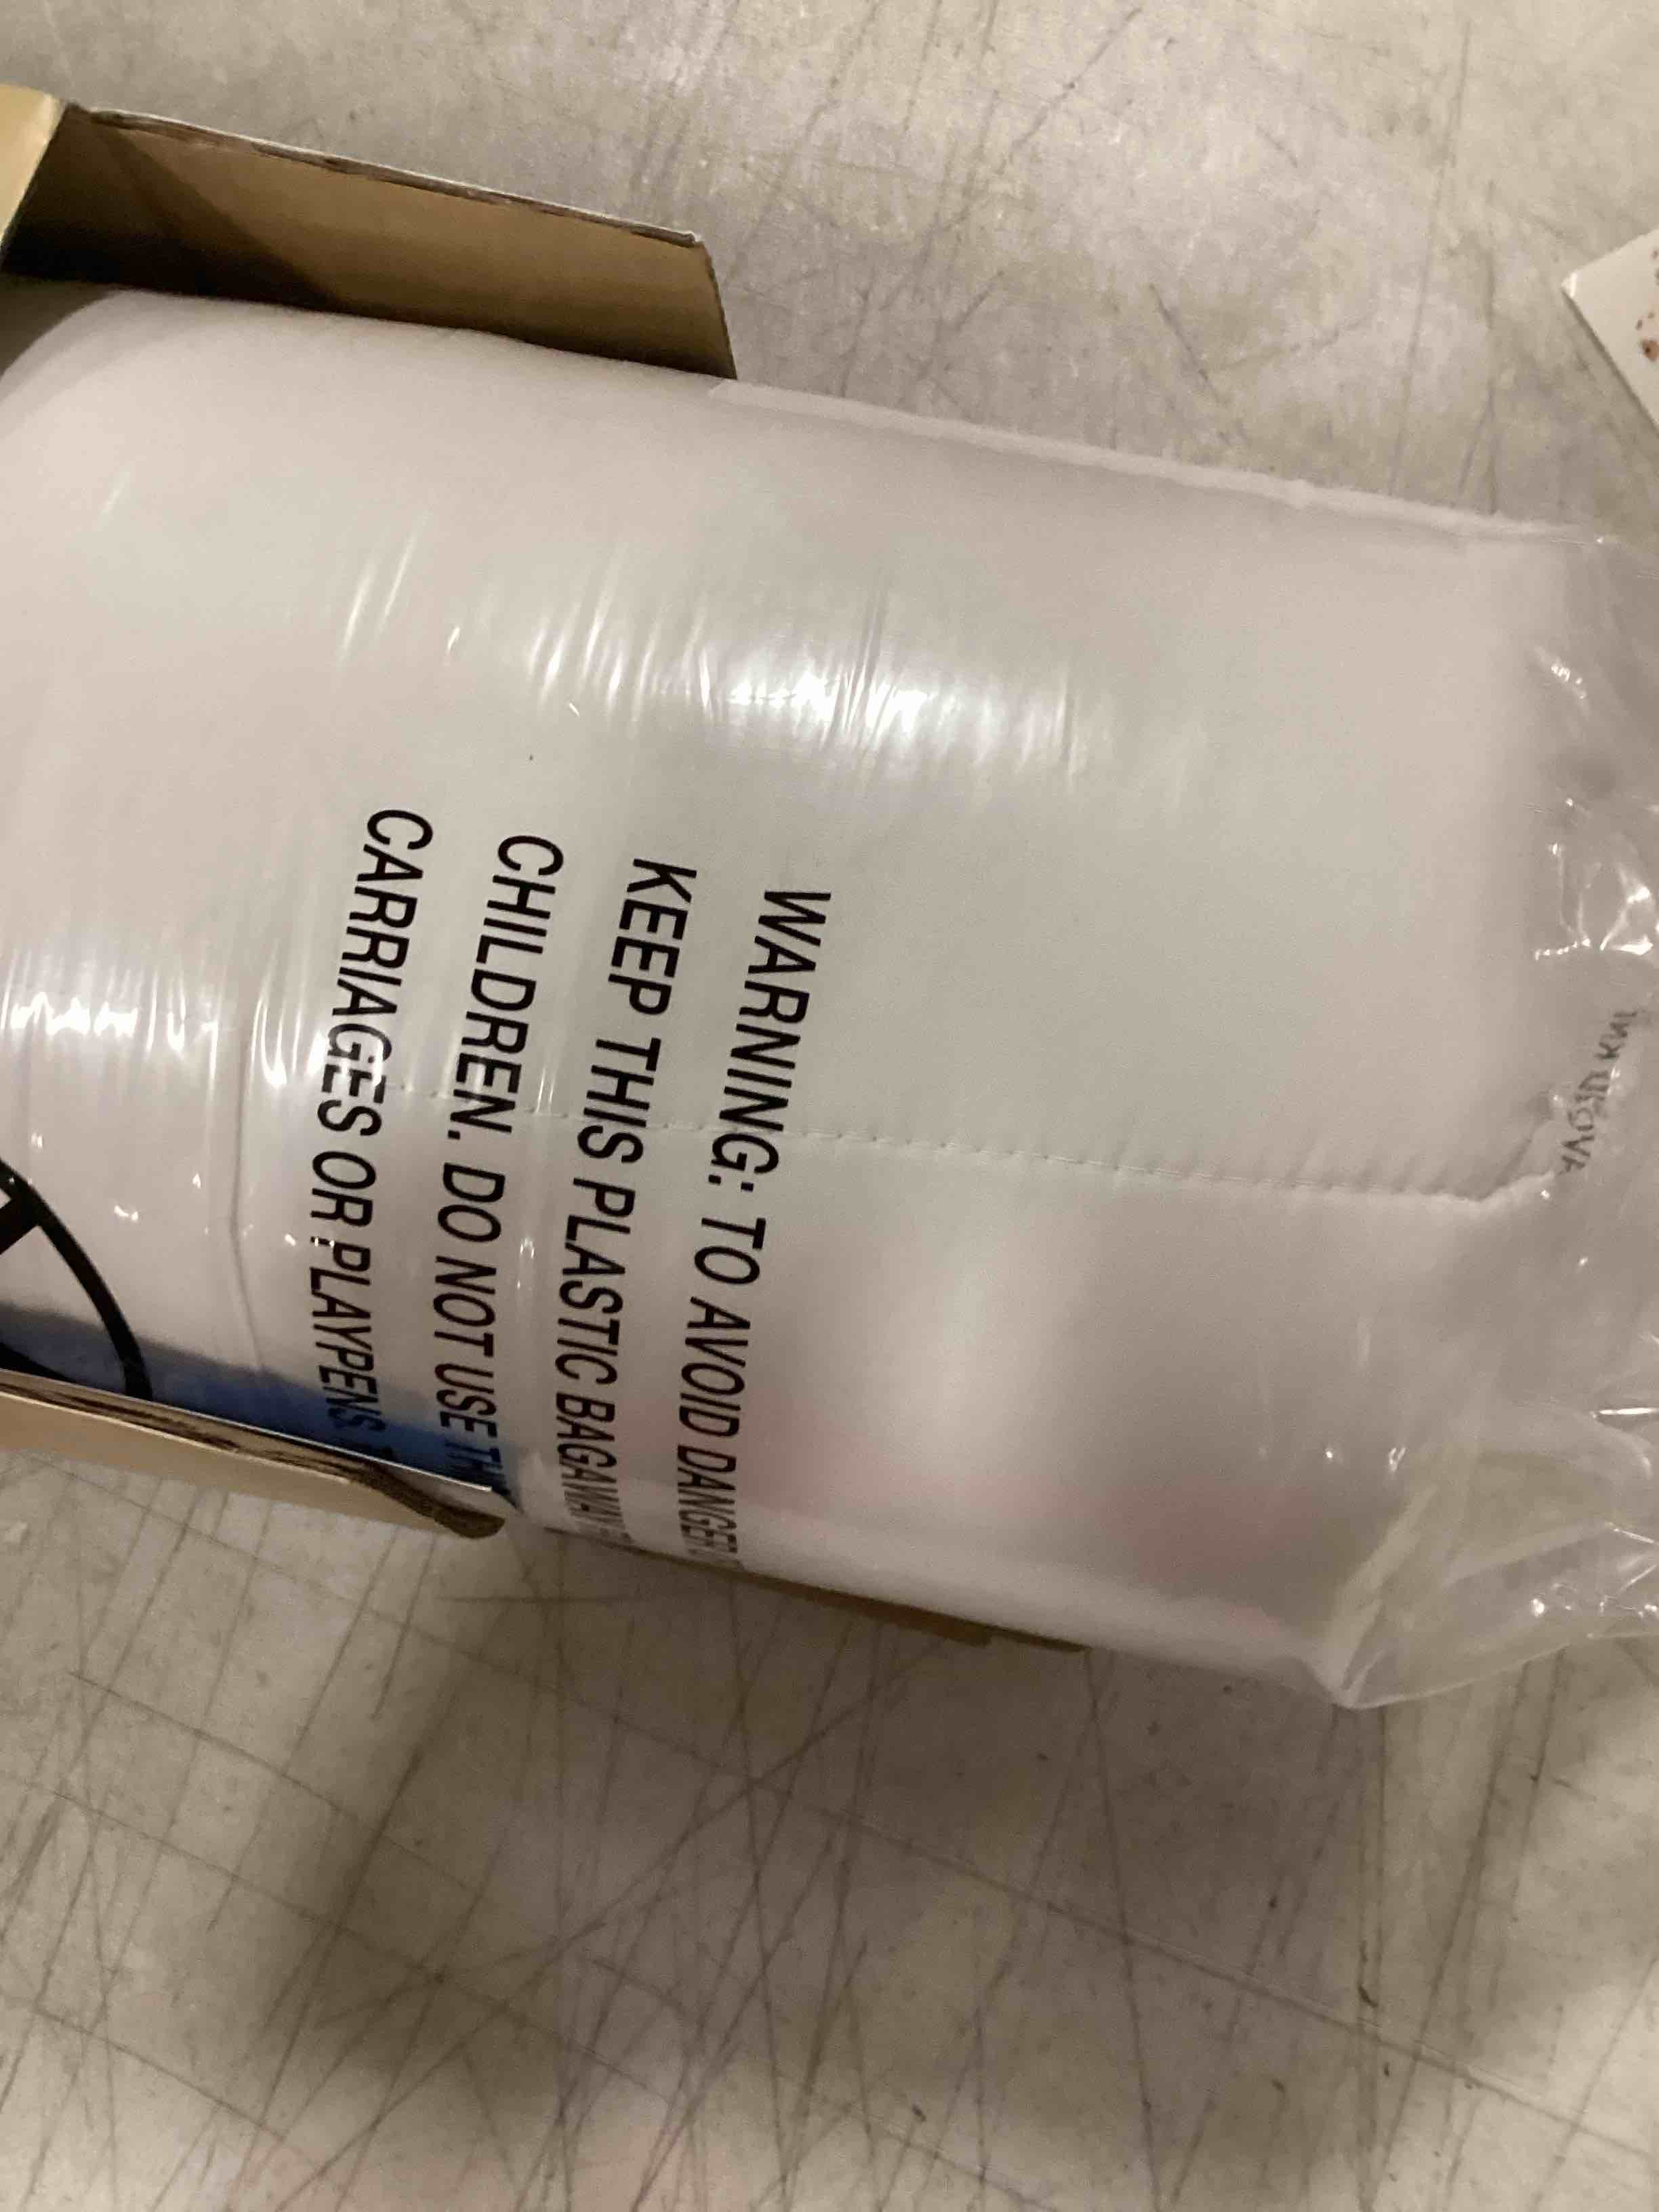 WARNING: TO AVOID DANGER
KEEP THIS PLASTIC BAG AWAY
CHILDREN. DO NOT USE
CARRIAGES OR PLAYPENS